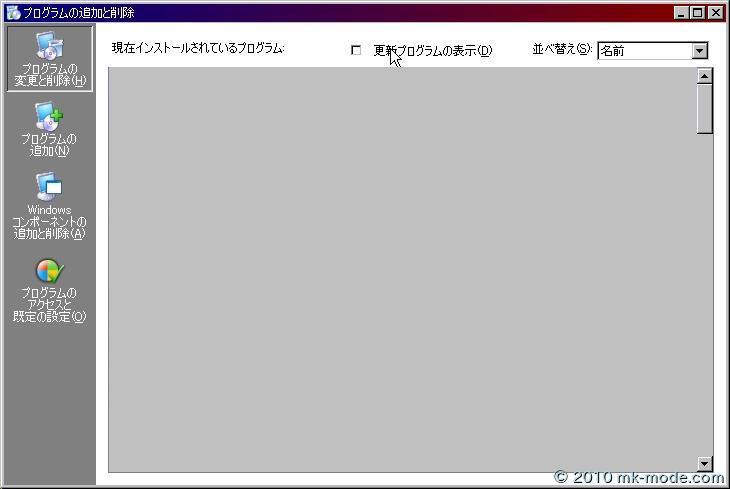 プログラムの追加と削除
プログラムの
変更と削除(H)
現在インストールされているプログラム:
更新プログラムの表示(D)
並べ替え(S):
名前
プログラムの
追加(N)
Windows
コンポーネントの
追加と削除(A)
プログラムの
アクセスと
既定の設定(O)
© 2010 mk-mode.com